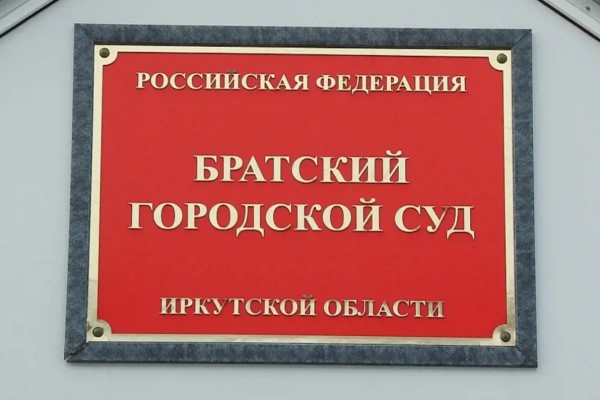 РОССИЙСКАЯ ФЕДЕРАЦИЯ
БРАТСКИЙ
ГОРОДСКОЙ СУД
ИРКУТСКОЙ ОБЛАСТИ